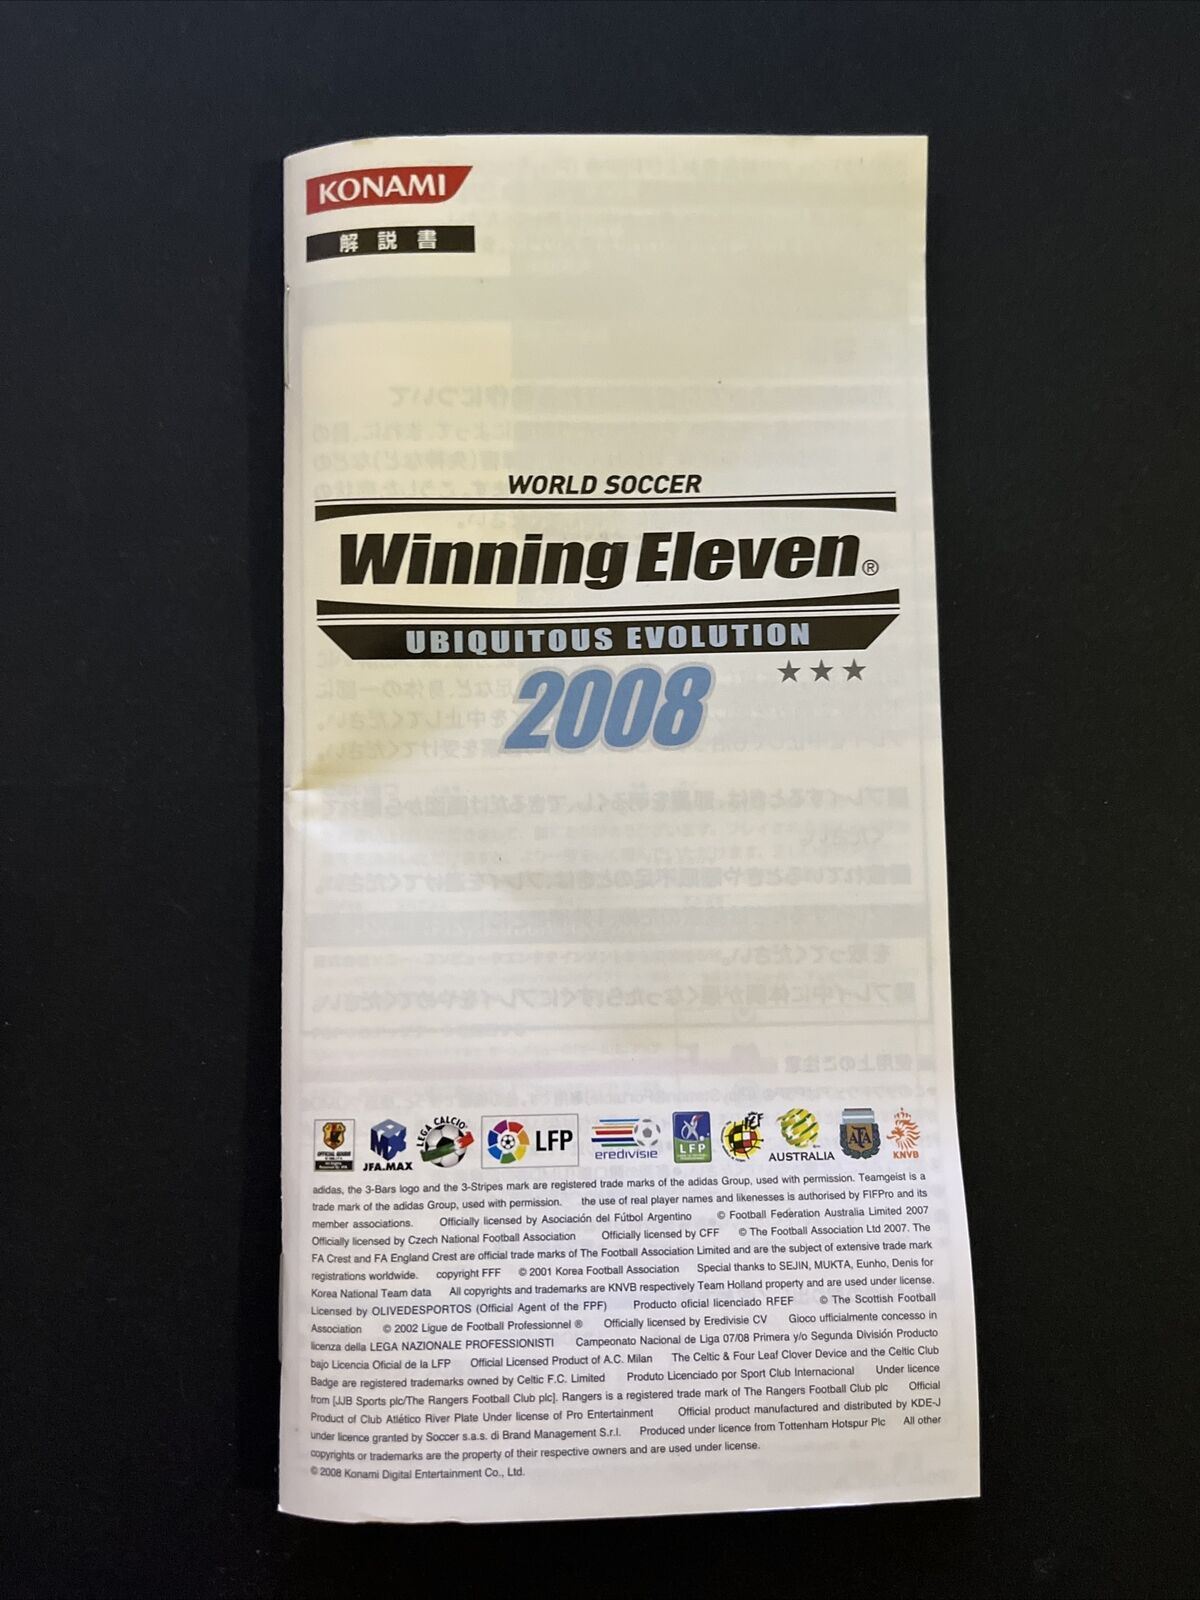 KONAMI
解説書
WORLD SOCCER
Winning Eleven®
UBIQUITOUS EVOLUTION
2008 ★★★
JFA.MAX LEGA CALCIO LFP eredivisie LFP AUSTRALIA AFA KNVB
adidas, the 3-Bars logo and the 3-Stripes mark are registered trade marks of the adidas Group, used with permission. Teamgeist is a
trade mark of the adidas Group, used with permission. the use of real player names and likenesses is authorised by FIFPro and its
member associations. Officially licensed by Asociación del Fútbol Argentino © Football Federation Australia Limited 2007
Officially licensed by Czech National Football Association Officially licensed by CFF © The Football Association Ltd 2007. The
FA Crest and FA England Crest are official trade marks of The Football Association Limited and are the subject of extensive trade mark
registrations worldwide. copyright FFF © 2001 Korea Football Association Special thanks to SEJIN, MUKTA, Eunho, Denis for
Korea National Team data All copyrights and trademarks are KNVB respectively Team Holland property and are used under license.
Licensed by OLIVEDESPORTOS (Official Agent of the FPF) Producto oficial licenciado RFEF © The Scottish Football
Association © 2002 Ligue de Football Professionnel ® Officially licensed by Eredivisie CV Gioco ufficialmente concesso in
licenza della LEGA NAZIONALE PROFESSIONISTI Campeonato Nacional de Liga 07/08 Primera y/o Segunda División Producto
bajo Licencia Oficial de la LFP Official Licensed Product of A.C. Milan The Celtic & Four Leaf Clover Device and the Celtic Club
Badge are registered trademarks owned by Celtic F.C. Limited Produto Licenciado por Sport Club Internacional Under licence
from [JJB Sports plc/The Rangers Football Club plc]. Rangers is a registered trade mark of The Rangers Football Club plc Official
Product of Club Atlético River Plate Under license of Pro Entertainment Official product manufactured and distributed by KDE-J
under licence granted by Soccer s.a.s. di Brand Management S.r.l. Produced under licence from Tottenham Hotspur Plc All other
copyrights or trademarks are the property of their respective owners and are used under license.
© 2008 Konami Digital Entertainment Co., Ltd.